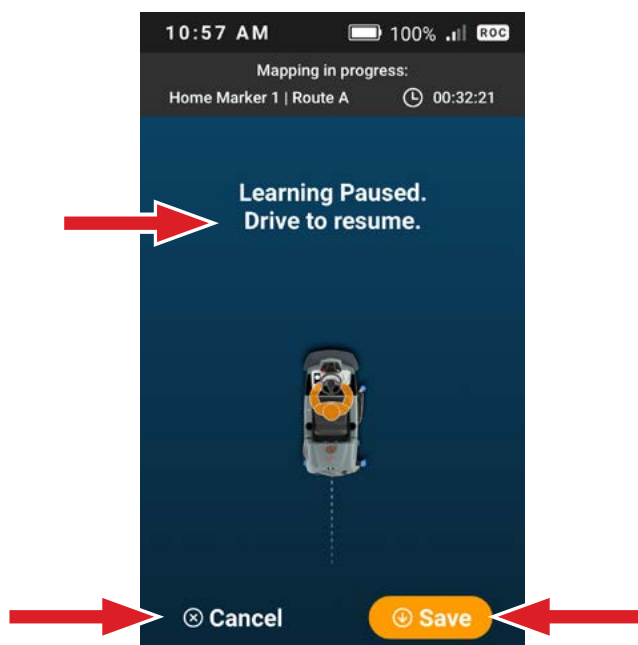 10:57 AM 100% ROC
Mapping in progress:
Home Marker 1 | Route A 00:32:21
Learning Paused.
Drive to resume.
Cancel Save